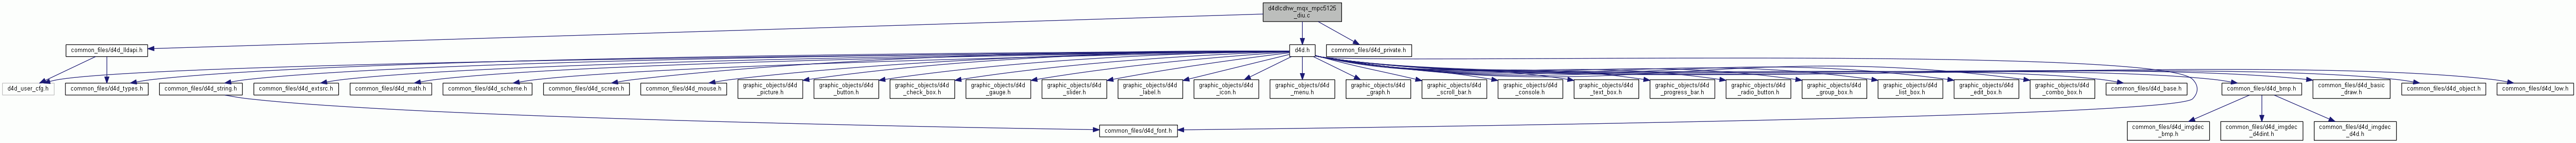 d4dlcdhw_mqx_mpc5125
_diu.c
common_files/d4d_lldapi.h
d4d.h
common_files/d4d_private.h
d4d_user_cfg.h
common_files/d4d_types.h
common_files/d4d_string.h
common_files/d4d_extsrc.h
common_files/d4d_math.h
common_files/d4d_scheme.h
common_files/d4d_screen.h
common_files/d4d_mouse.h
graphic_objects/d4d
_picture.h
graphic_objects/d4d
_button.h
graphic_objects/d4d
_check_box.h
graphic_objects/d4d
_gauge.h
graphic_objects/d4d
_slider.h
graphic_objects/d4d
_label.h
graphic_objects/d4d
_icon.h
graphic_objects/d4d
_menu.h
graphic_objects/d4d
_graph.h
graphic_objects/d4d
_scroll_bar.h
graphic_objects/d4d
_console.h
graphic_objects/d4d
_text_box.h
graphic_objects/d4d
_progress_bar.h
graphic_objects/d4d
_radio_button.h
graphic_objects/d4d
_group_box.h
graphic_objects/d4d
_list_box.h
graphic_objects/d4d
_edit_box.h
graphic_objects/d4d
_combo_box.h
common_files/d4d_base.h
common_files/d4d_bmp.h
common_files/d4d_basic
_draw.h
common_files/d4d_object.h
common_files/d4d_low.h
common_files/d4d_font.h
common_files/d4d_imgdec
_bmp.h
common_files/d4d_imgdec
_d4dint.h
common_files/d4d_imgdec
_d4d.h